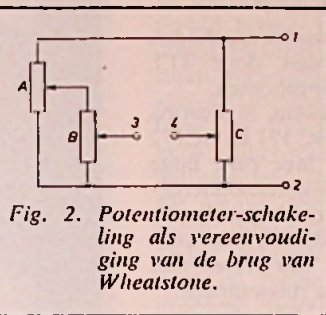 1
A
B
3
4
C
2
Fig. 2. Potentiometer-schake-
ling als vereenvoudi-
ging van de brug van
Wheatstone.